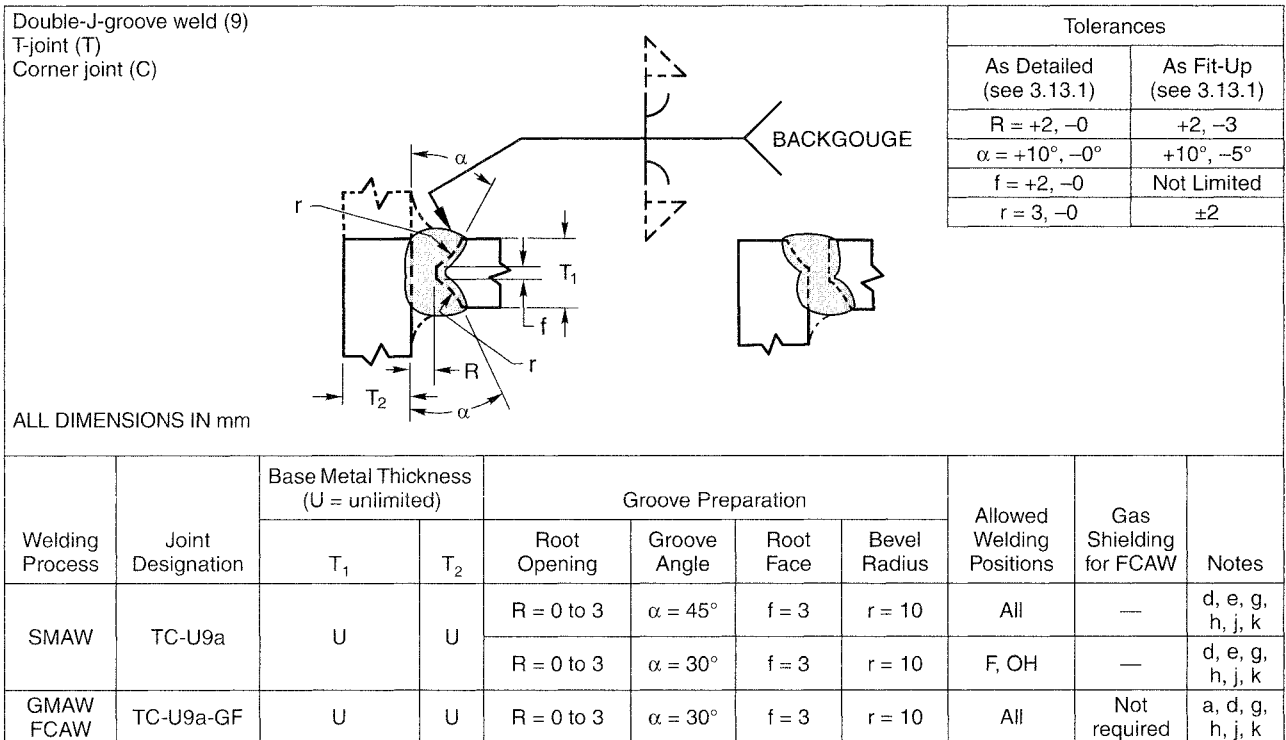 Double-J-groove weld (9)
T-joint (T)
Corner joint (C)
Tolerances
As Detailed (see 3.13.1)
As Fit-Up (see 3.13.1)
R = +2, –0
+2, –3
α = +10°, –0°
+10°, –5°
f = +2, –0
Not Limited
r = 3, –0
±2
BACKGOUGE
α
r
T1
f
r
R
T2
α
ALL DIMENSIONS IN mm
Welding Process
Joint Designation
Base Metal Thickness (U = unlimited)
T1
T2
Groove Preparation
Root Opening
Groove Angle
Root Face
Bevel Radius
Allowed Welding Positions
Gas Shielding for FCAW
Notes
SMAW
TC-U9a
U
U
R = 0 to 3
α = 45°
f = 3
r = 10
All
—
d, e, g, h, j, k
R = 0 to 3
α = 30°
f = 3
r = 10
F, OH
—
d, e, g, h, j, k
GMAW FCAW
TC-U9a-GF
U
U
R = 0 to 3
α = 30°
f = 3
r = 10
All
Not required
a, d, g, h, j, k